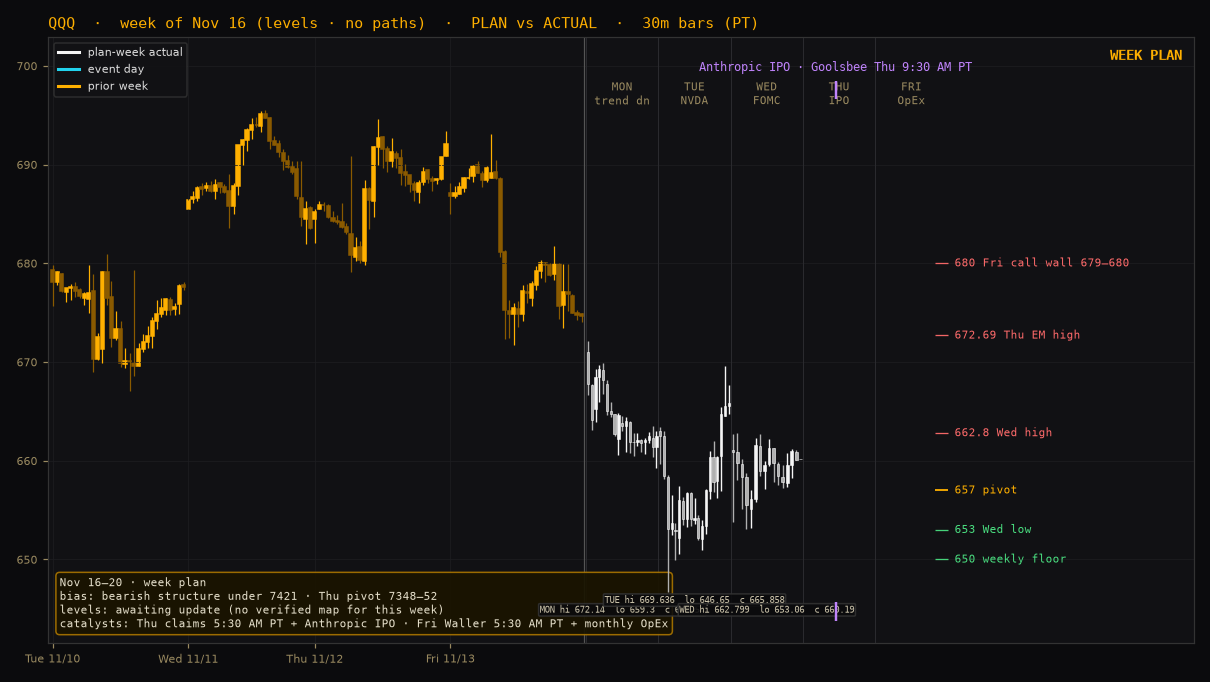 QQQ · week of Nov 16 (levels · no paths) · PLAN vs ACTUAL · 30m bars (PT)
plan-week actual
event day
prior week
WEEK PLAN
Anthropic IPO · Goolsbee Thu 9:30 AM PT
MON
trend dn
TUE
NVDA
WED
FOMC
THU
IPO
FRI
OpEx
700
690
680
670
660
650
680 Fri call wall 679–680
672.69 Thu EM high
662.8 Wed high
657 pivot
653 Wed low
650 weekly floor
Nov 16–20 · week plan
bias: bearish structure under 7421 · Thu pivot 7348–52
levels: awaiting update (no verified map for this week)
catalysts: Thu claims 5:30 AM PT + Anthropic IPO · Fri Waller 5:30 AM PT + monthly OpEx
TUE hi 669.636 lo 646.65 c 665.858
MON hi 672.14 lo 659.3 c
WED hi 662.799 lo 653.06 c 660.19
Tue 11/10
Wed 11/11
Thu 11/12
Fri 11/13